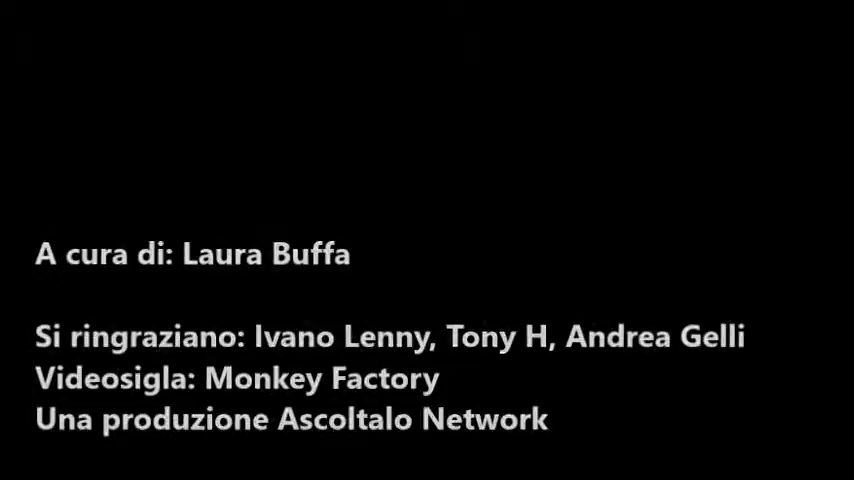 A cura di: Laura Buffa
Si ringraziano: Ivano Lenny, Tony H, Andrea Gelli
Videosigla: Monkey Factory
Una produzione Ascoltalo Network